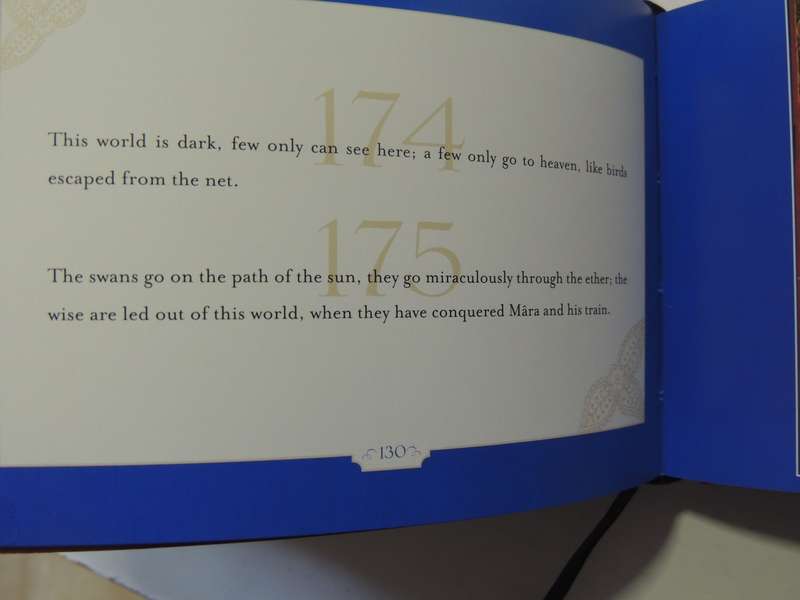 174
This world is dark, few only can see here; a few only go to heaven, like birds
escaped from the net.
175
The swans go on the path of the sun, they go miraculously through the ether; the
wise are led out of this world, when they have conquered Mâra and his train.
130